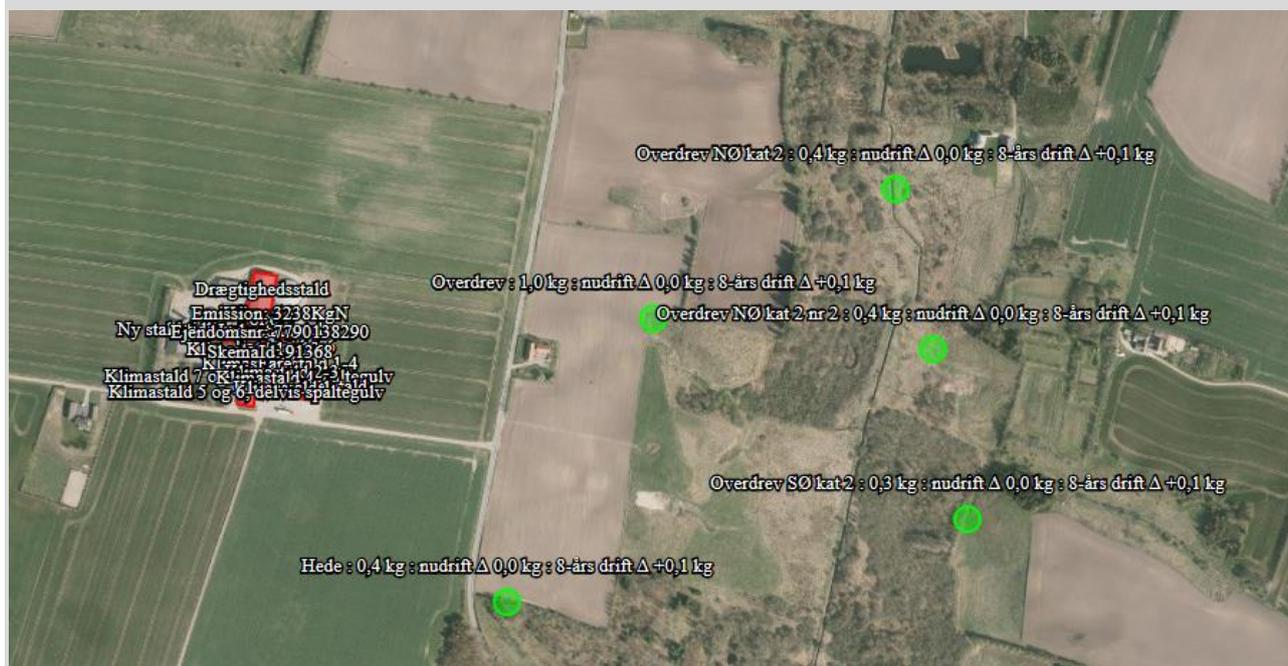 Overdrev NØ kat 2 : 0,4 kg : nudrift Δ 0,0 kg : 8-års drift Δ +0,1 kg
Overdrev : 1,0 kg : nudrift Δ 0,0 kg : 8-års drift Δ +0,1 kg
Drægtighedsstald
Emission: 3238KgN
Overdrev NØ kat 2 nr 2 : 0,4 kg : nudrift Δ 0,0 kg : 8-års drift Δ +0,1 kg
Ny
Ejendomsnr: 7790138290
SkemaId: 91368
Klimastald 7
Klimastald 5 og 6, delvis spaltegulv
Overdrev SØ kat 2 : 0,3 kg : nudrift Δ 0,0 kg : 8-års drift Δ +0,1 kg
Hede : 0,4 kg : nudrift Δ 0,0 kg : 8-års drift Δ +0,1 kg